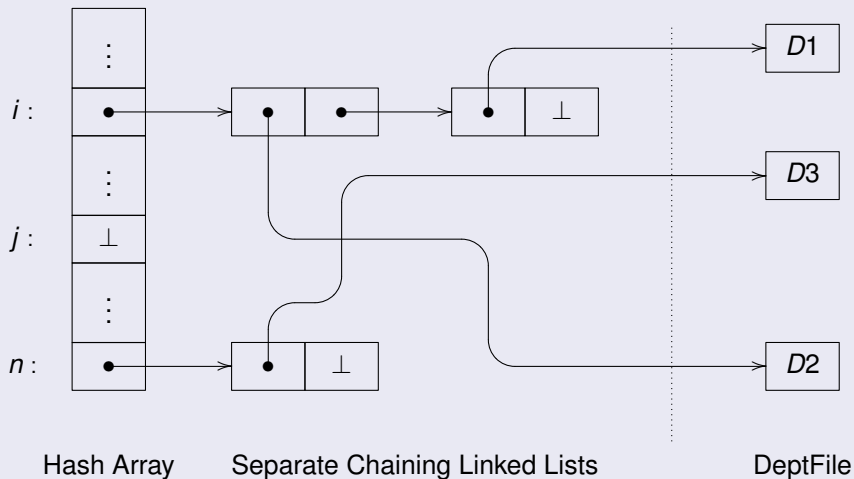 ⋮
D1
i :
⊥
⋮
D3
j :
⊥
⋮
n :
⊥
D2
Hash Array
Separate Chaining Linked Lists
DeptFile